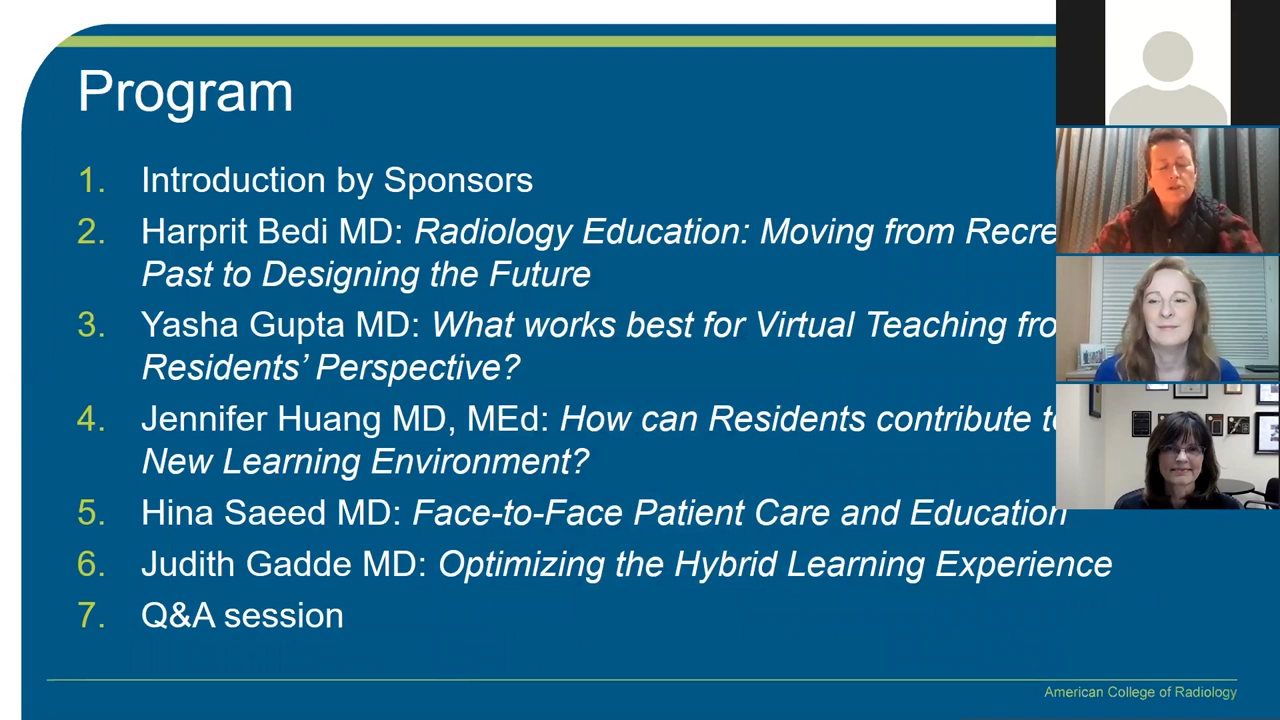 Program
1. Introduction by Sponsors
2. Harprit Bedi MD: Radiology Education: Moving from Recre
Past to Designing the Future
3. Yasha Gupta MD: What works best for Virtual Teaching fro
Residents’ Perspective?
4. Jennifer Huang MD, MEd: How can Residents contribute to
New Learning Environment?
5. Hina Saeed MD: Face-to-Face Patient Care and Education
6. Judith Gadde MD: Optimizing the Hybrid Learning Experience
7. Q&A session
American College of Radiology